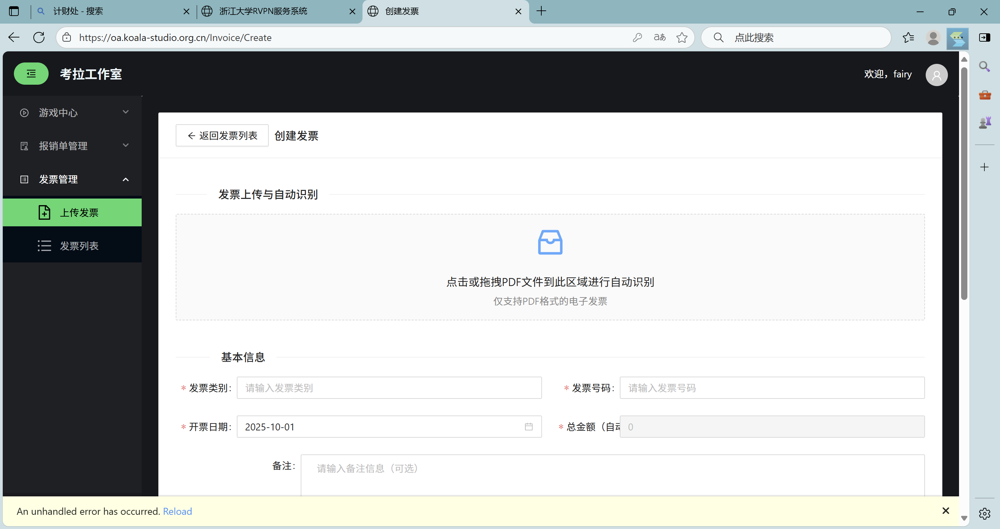 计财处 - 搜索
浙江大学RVPN服务系统
创建发票
https://oa.koala-studio.org.cn/Invoice/Create
点此搜索
考拉工作室
欢迎，fairy
游戏中心
报销单管理
发票管理
上传发票
发票列表
返回发票列表
创建发票
发票上传与自动识别
点击或拖拽PDF文件到此区域进行自动识别
仅支持PDF格式的电子发票
基本信息
* 发票类别: 请输入发票类别
* 发票号码: 请输入发票号码
* 开票日期: 2025-10-01
* 总金额（自动 0
备注: 请输入备注信息（可选）
An unhandled error has occurred. Reload